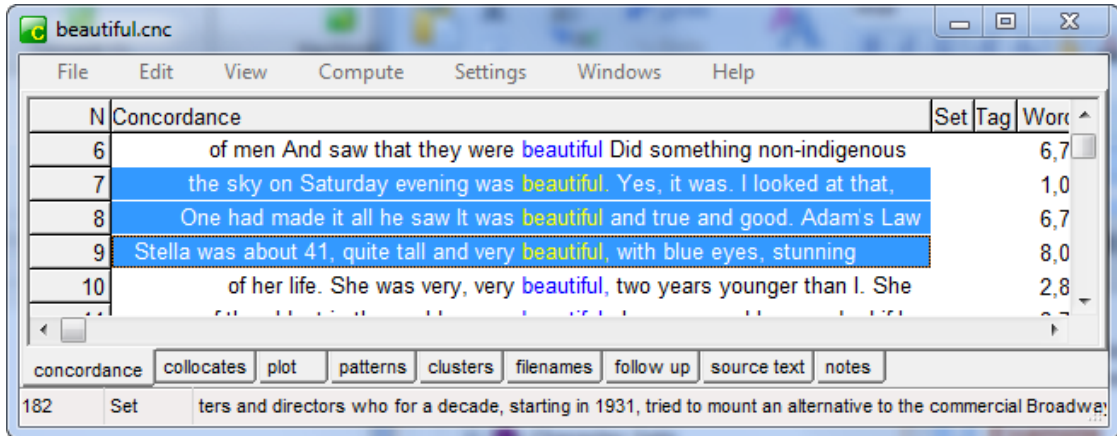 beautiful.cnc
File Edit View Compute Settings Windows Help
N Concordance Set Tag Word
6 of men And saw that they were beautiful Did something non-indigenous 6,7
7 the sky on Saturday evening was beautiful. Yes, it was. I looked at that, 1,0
8 One had made it all he saw It was beautiful and true and good. Adam's Law 6,7
9 Stella was about 41, quite tall and very beautiful, with blue eyes, stunning 8,0
10 of her life. She was very, very beautiful, two years younger than I. She 2,8
concordance collocates plot patterns clusters filenames follow up source text notes
182 Set ters and directors who for a decade, starting in 1931, tried to mount an alternative to the commercial Broadway